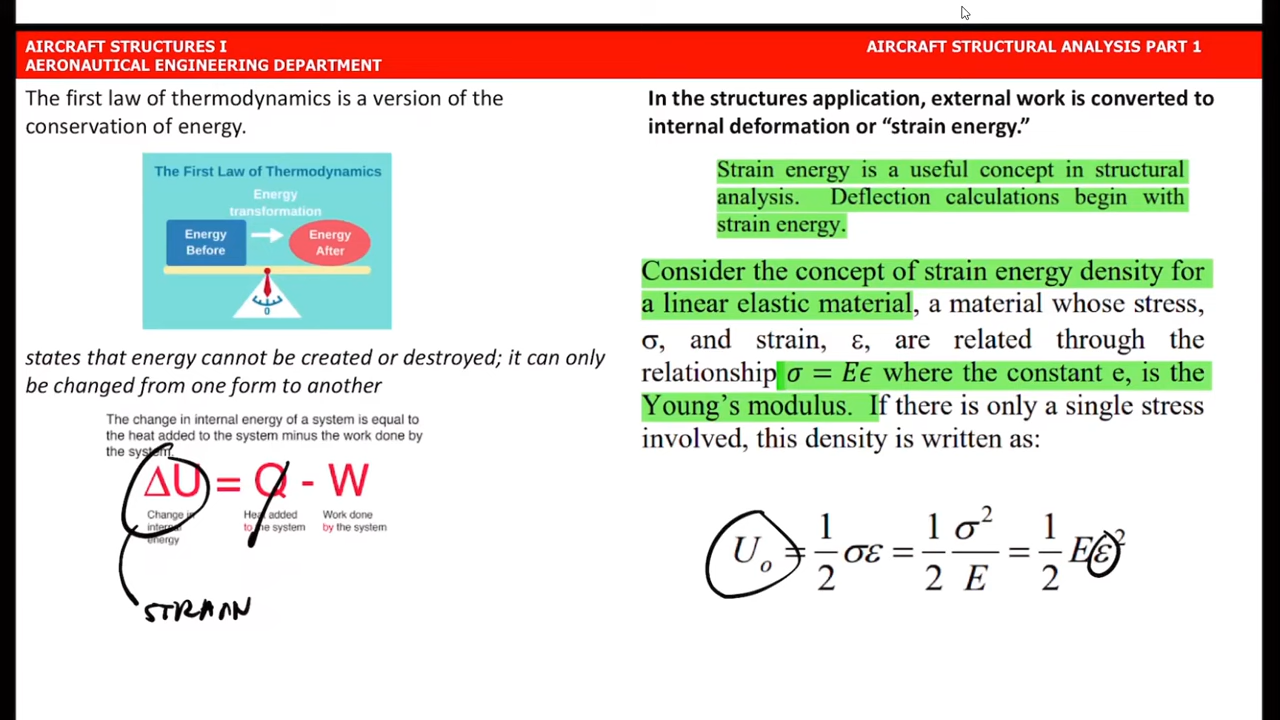 AIRCRAFT STRUCTURES I
AERONAUTICAL ENGINEERING DEPARTMENT
AIRCRAFT STRUCTURAL ANALYSIS PART 1
The first law of thermodynamics is a version of the
conservation of energy.
The First Law of Thermodynamics
Energy
transformation
Energy
Before
Energy
After
0
states that energy cannot be created or destroyed; it can only
be changed from one form to another
The change in internal energy of a system is equal to
the heat added to the system minus the work done by
the system.
ΔU = Q - W
Change in
internal
energy
Heat added
to the system
Work done
by the system
STRAIN
In the structures application, external work is converted to
internal deformation or “strain energy.”
Strain energy is a useful concept in structural
analysis. Deflection calculations begin with
strain energy.
Consider the concept of strain energy density for
a linear elastic material, a material whose stress,
σ, and strain, ε, are related through the
relationship σ = Eϵ where the constant e, is the
Young’s modulus. If there is only a single stress
involved, this density is written as:
U₀ = 1/2 σε = 1/2 σ²/E = 1/2 Eε²